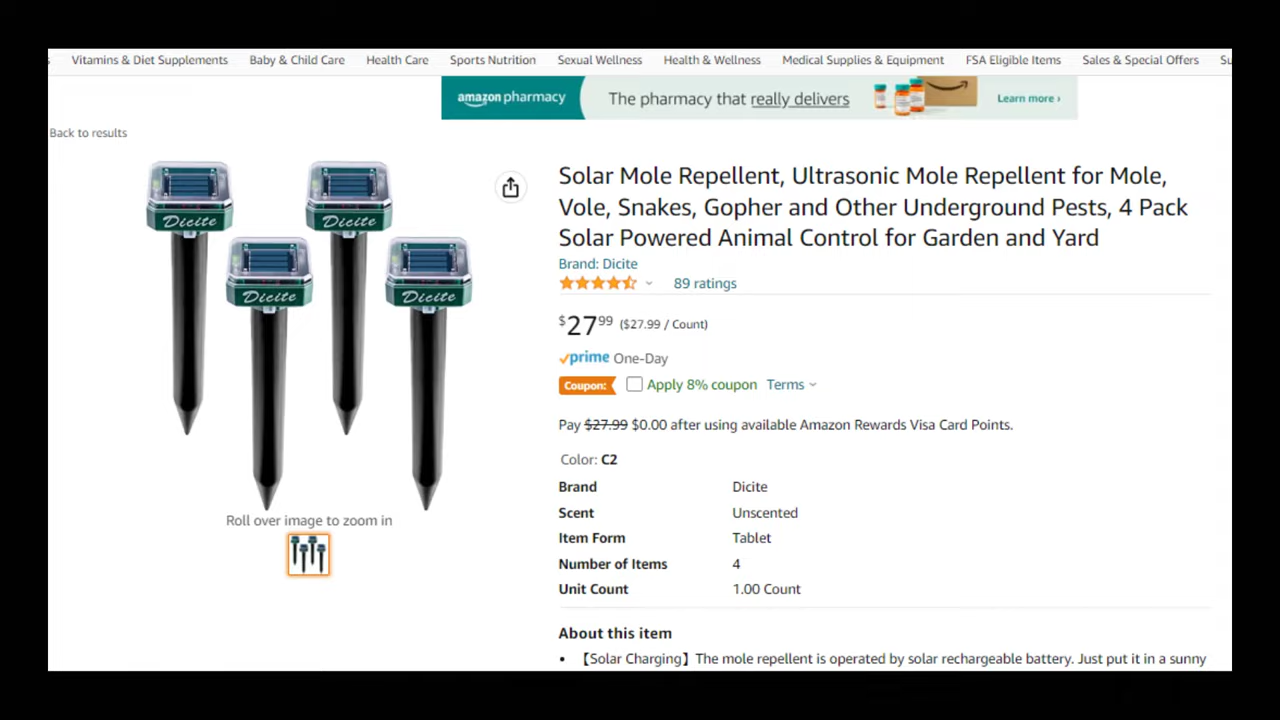 Vitamins & Diet Supplements Baby & Child Care Health Care Sports Nutrition Sexual Wellness Health & Wellness Medical Supplies & Equipment FSA Eligible Items Sales & Special Offers
amazon pharmacy The pharmacy that really delivers Learn more ›
Back to results
Solar Mole Repellent, Ultrasonic Mole Repellent for Mole,
Vole, Snakes, Gopher and Other Underground Pests, 4 Pack
Solar Powered Animal Control for Garden and Yard
Brand: Dicite
89 ratings
$27.99 ($27.99 / Count)
prime One-Day
Coupon: Apply 8% coupon Terms
Pay $27.99 $0.00 after using available Amazon Rewards Visa Card Points.
Color: C2
Brand Dicite
Scent Unscented
Item Form Tablet
Number of Items 4
Unit Count 1.00 Count
About this item
• 【Solar Charging】The mole repellent is operated by solar rechargeable battery. Just put it in a sunny
Dicite Dicite
Dicite Dicite
Roll over image to zoom in